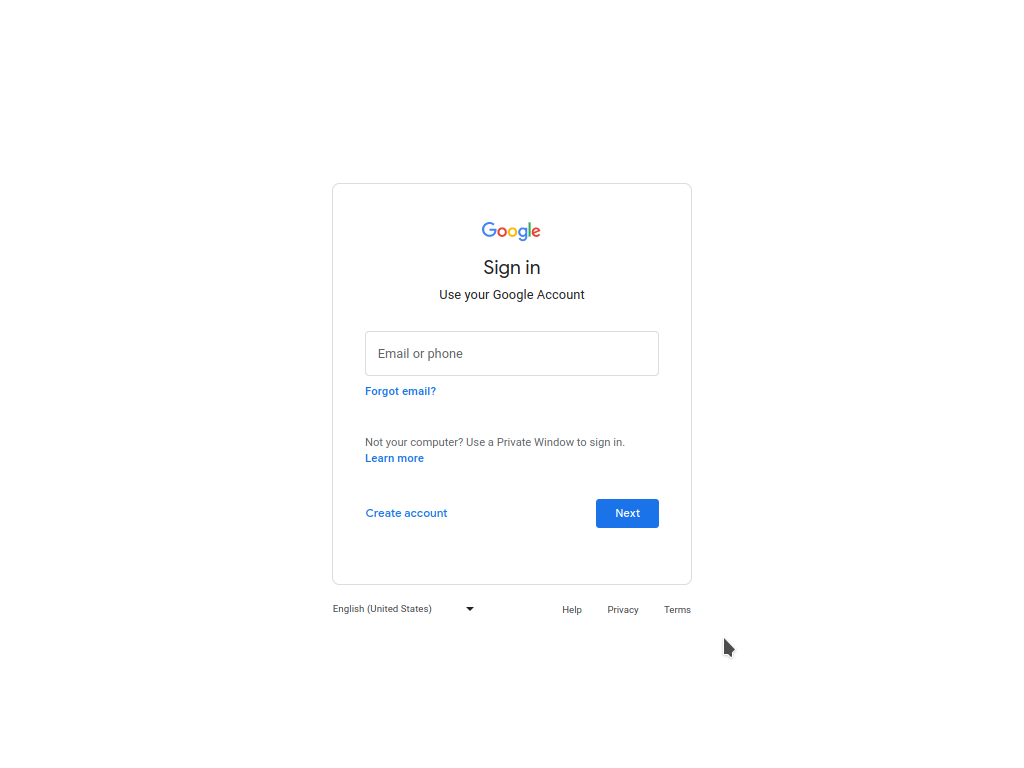 Google
Sign in
Use your Google Account
Email or phone
Forgot email?
Not your computer? Use a Private Window to sign in.
Learn more
Create account
Next
English (United States)
Help
Privacy
Terms